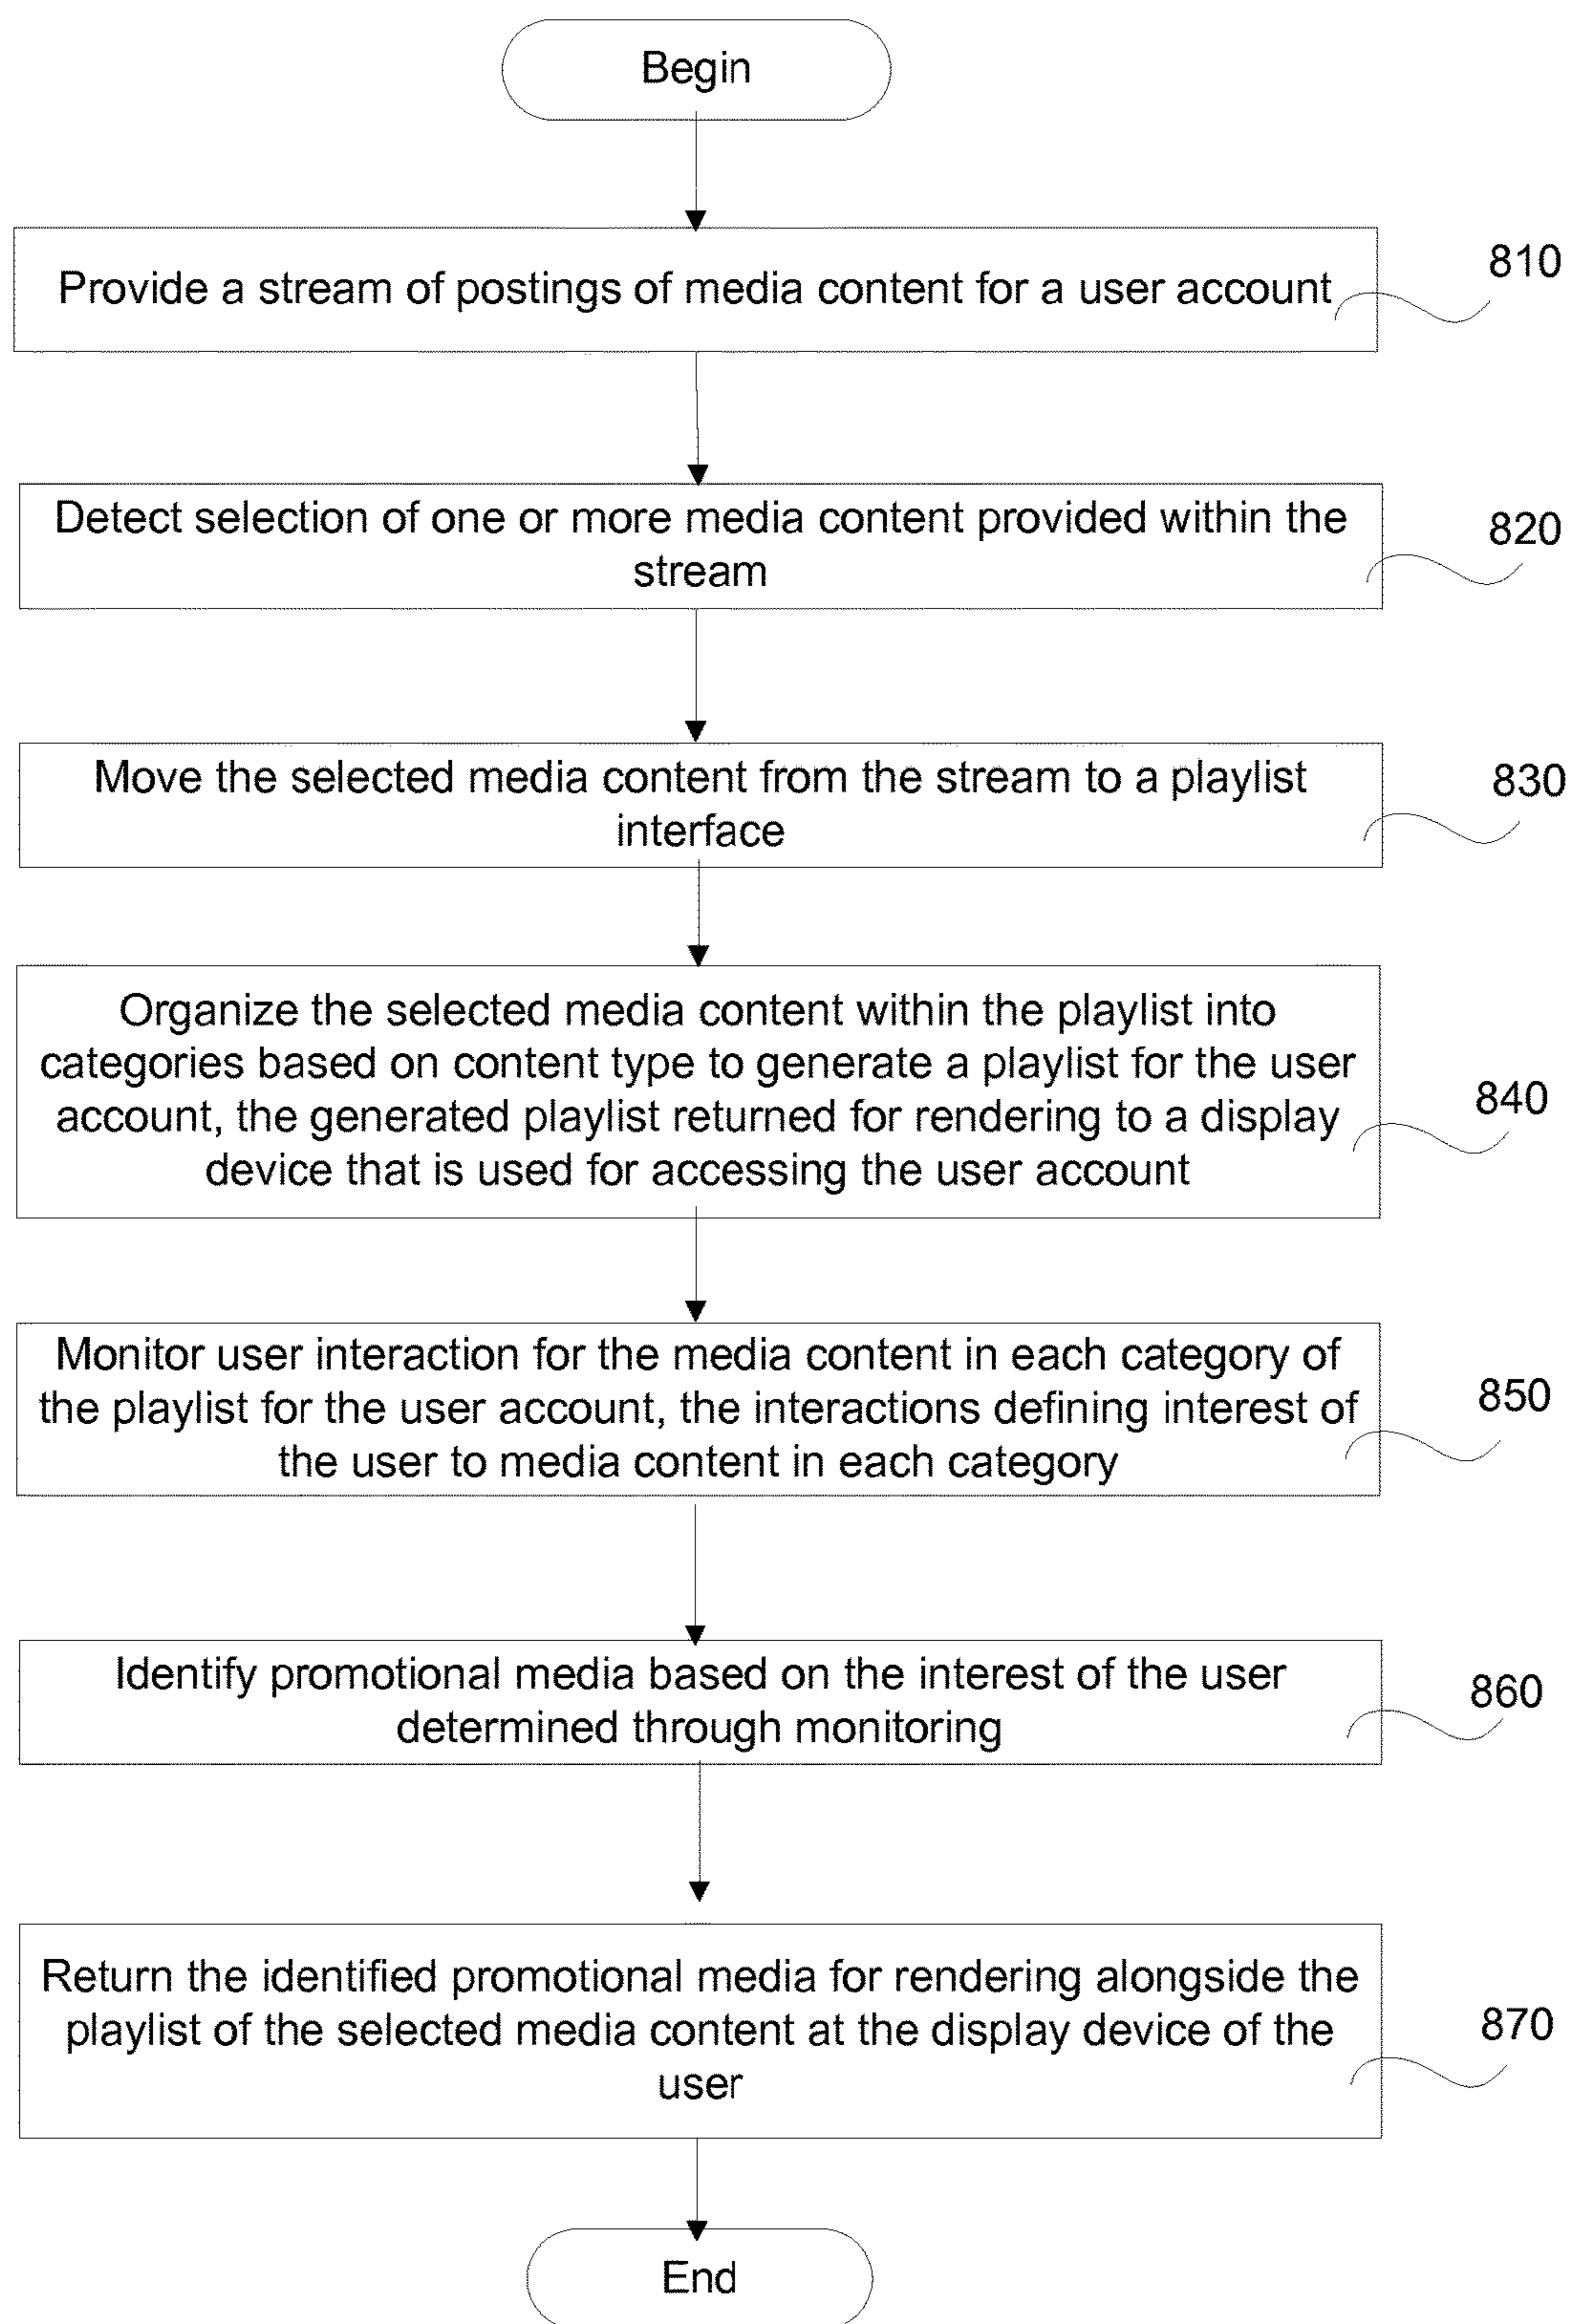 Begin
Provide a stream of postings of media content for a user account
810
Detect selection of one or more media content provided within the
stream
820
Move the selected media content from the stream to a playlist
interface
830
Organize the selected media content within the playlist into
categories based on content type to generate a playlist for the user
account, the generated playlist returned for rendering to a display
device that is used for accessing the user account
840
Monitor user interaction for the media content in each category of
the playlist for the user account, the interactions defining interest of
the user to media content in each category
850
Identify promotional media based on the interest of the user
determined through monitoring
860
Return the identified promotional media for rendering alongside the
playlist of the selected media content at the display device of the
user
870
End